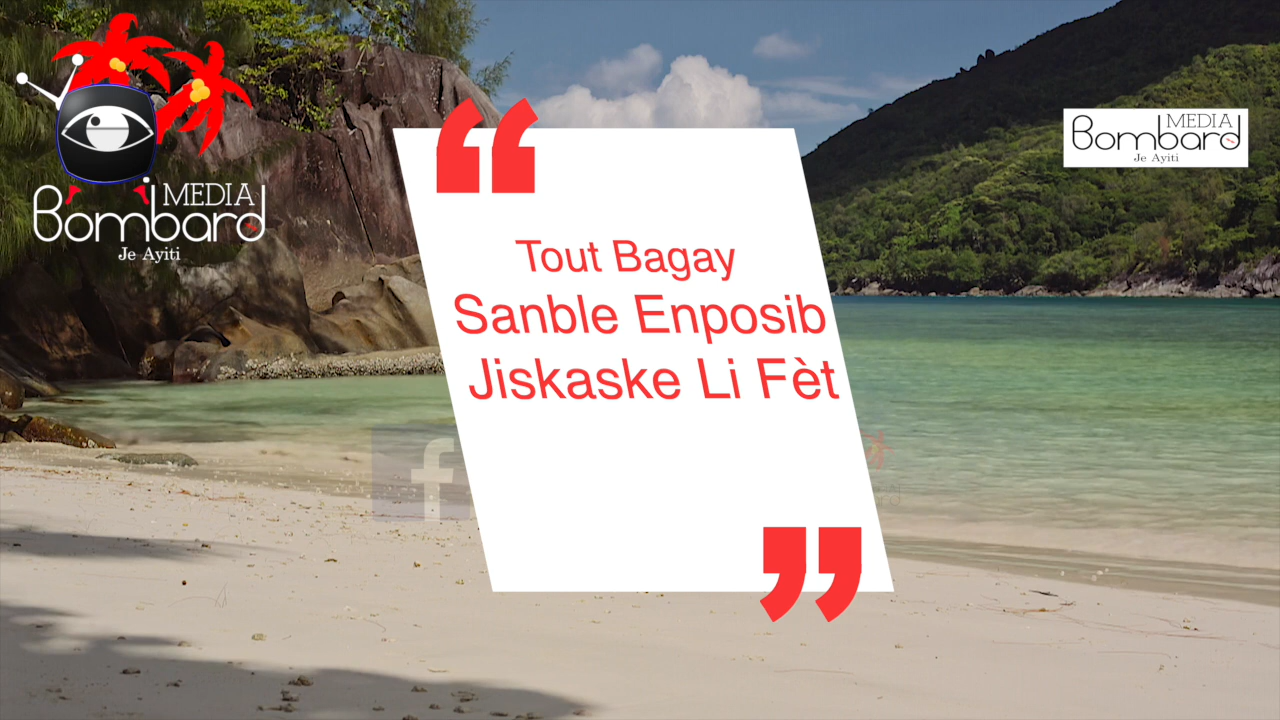 MEDIA
Bombard
Je Ayiti
MEDIA
Bombard
Je Ayiti
Tout Bagay
Sanble Enposib
Jiskaske Li Fèt
f